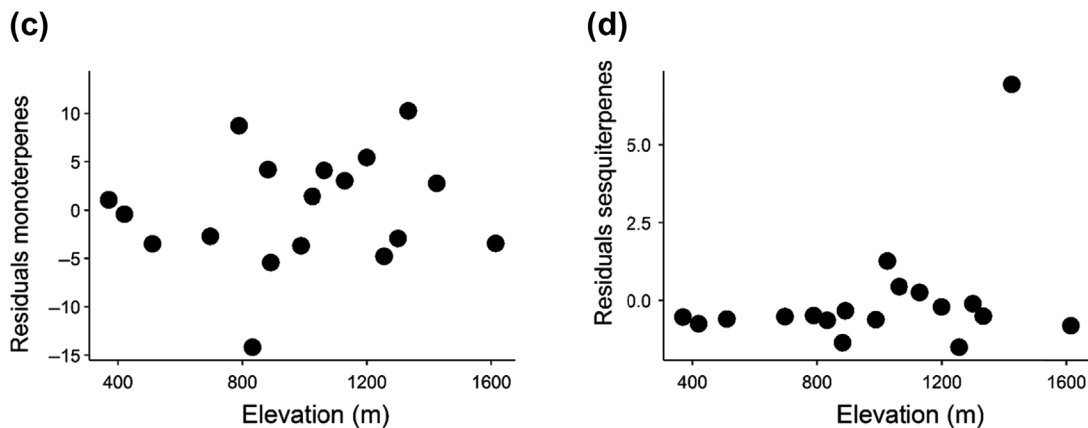 (c)
Residuals monoterpenes
10
5
0
−5
−10
−15
400
800
1200
1600
Elevation (m)
(d)
Residuals sesquiterpenes
5.0
2.5
0.0
400
800
1200
1600
Elevation (m)